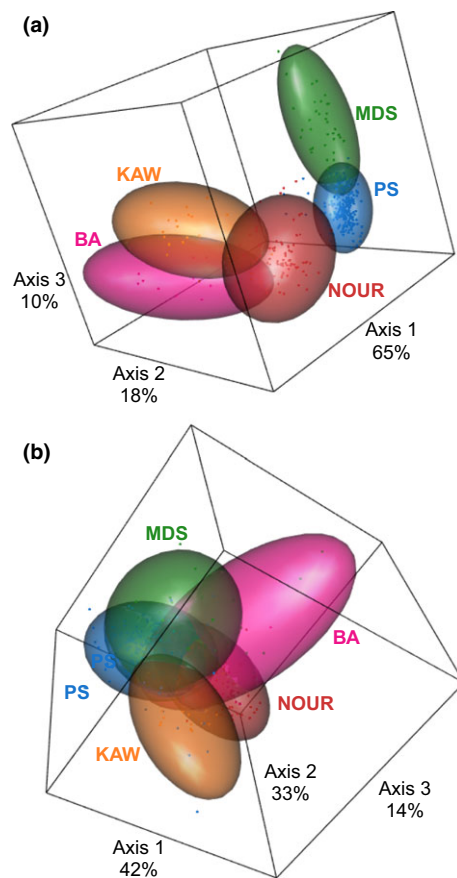 (a)
MDS
KAW
PS
BA
NOUR
Axis 3
10%
Axis 1
65%
Axis 2
18%
(b)
MDS
BA
PS
PS
NOUR
KAW
Axis 2
33%
Axis 3
14%
Axis 1
42%